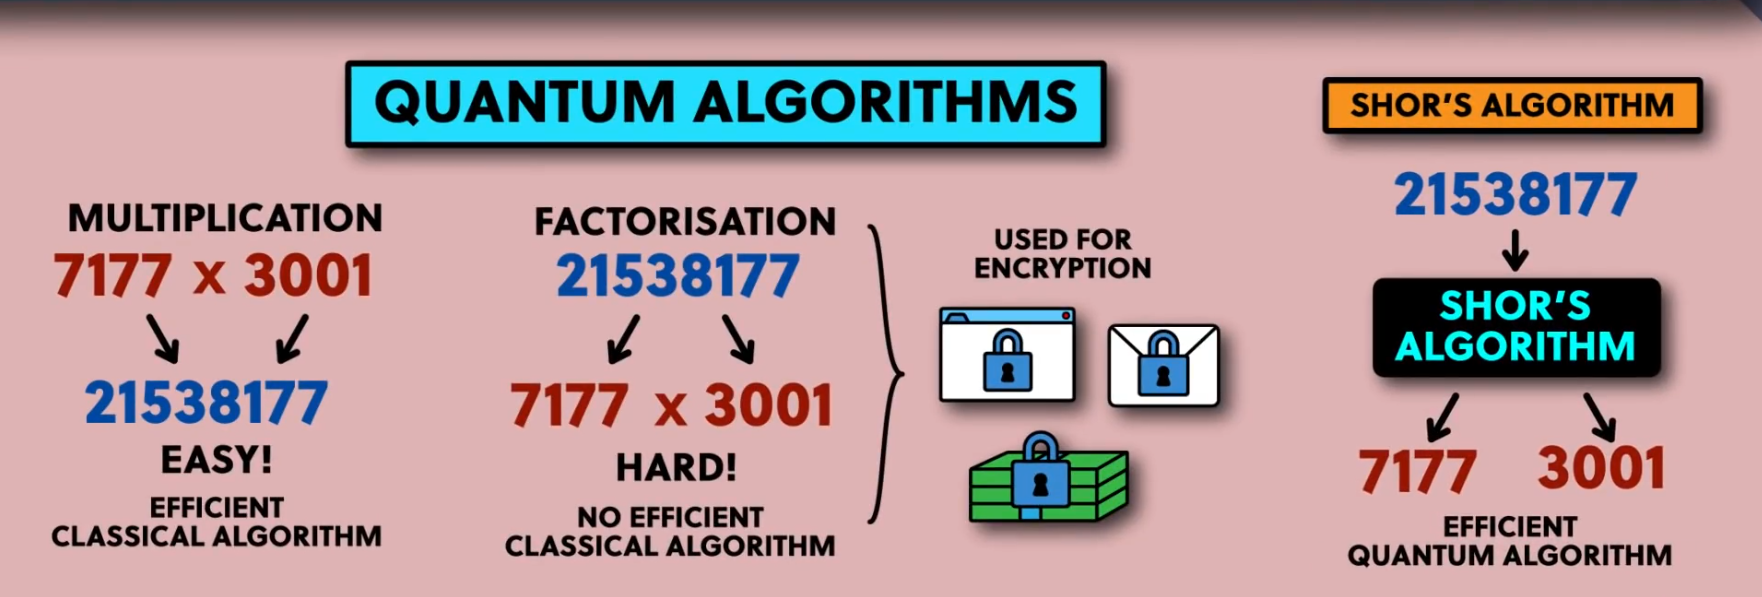 QUANTUM ALGORITHMS
MULTIPLICATION
7177 x 3001
21538177
EASY!
EFFICIENT
CLASSICAL ALGORITHM
FACTORISATION
21538177
7177 x 3001
HARD!
NO EFFICIENT
CLASSICAL ALGORITHM
USED FOR
ENCRYPTION
SHOR'S ALGORITHM
21538177
SHOR'S
ALGORITHM
7177 3001
EFFICIENT
QUANTUM ALGORITHM